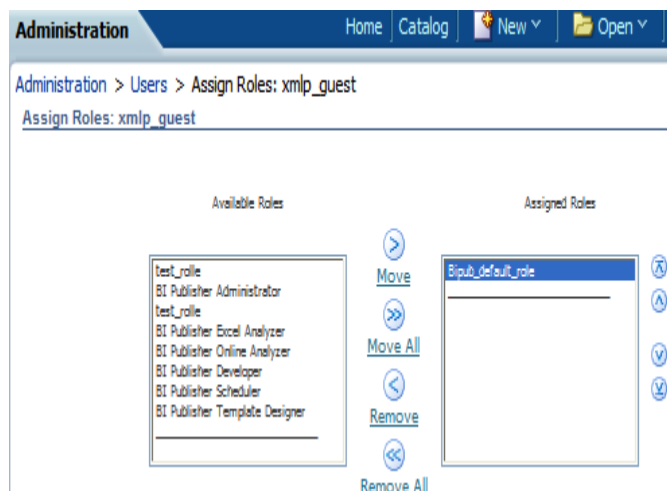 Administration
Home Catalog New Open
Administration > Users > Assign Roles: xmlp_guest
Assign Roles: xmlp_guest
Available Roles
Assigned Roles
test_rolle
BI Publisher Administrator
test_rolle
BI Publisher Excel Analyzer
BI Publisher Online Analyzer
BI Publisher Developer
BI Publisher Scheduler
BI Publisher Template Designer
Move
Move All
Remove
Remove All
Bipub_default_role